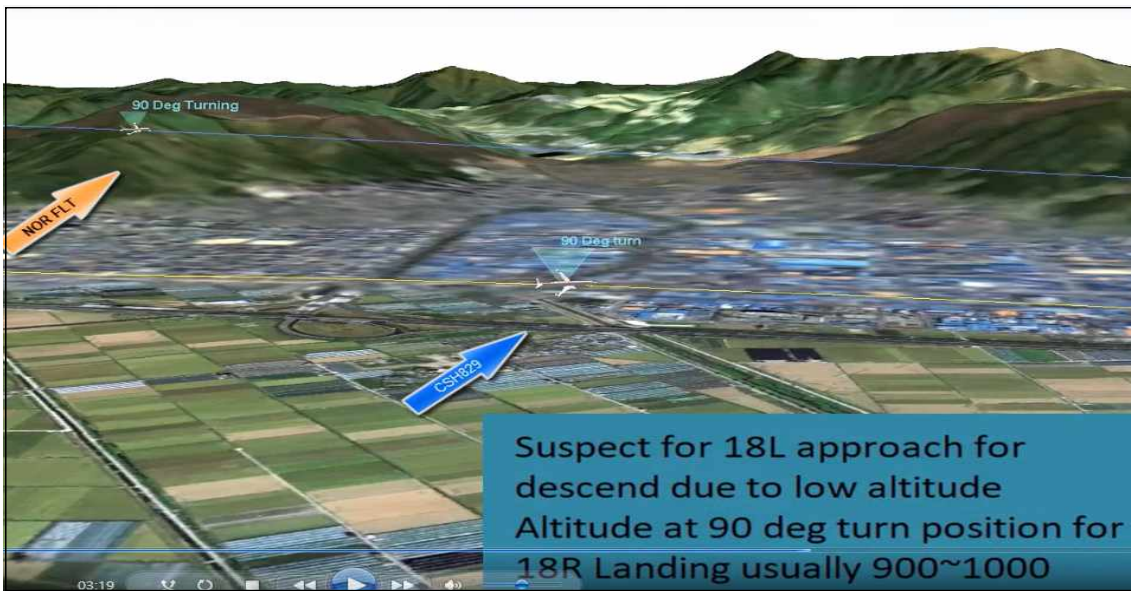 90 Deg Turning
NOR FLT
90 Deg turn
CSH829
Suspect for 18L approach for
descend due to low altitude
Altitude at 90 deg turn position for
18R Landing usually 900~1000
03:19